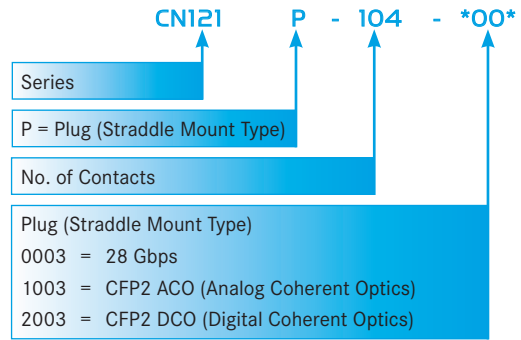 CN121 P - 104 - *00*
Series
P = Plug (Straddle Mount Type)
No. of Contacts
Plug (Straddle Mount Type)
0003 = 28 Gbps
1003 = CFP2 ACO (Analog Coherent Optics)
2003 = CFP2 DCO (Digital Coherent Optics)